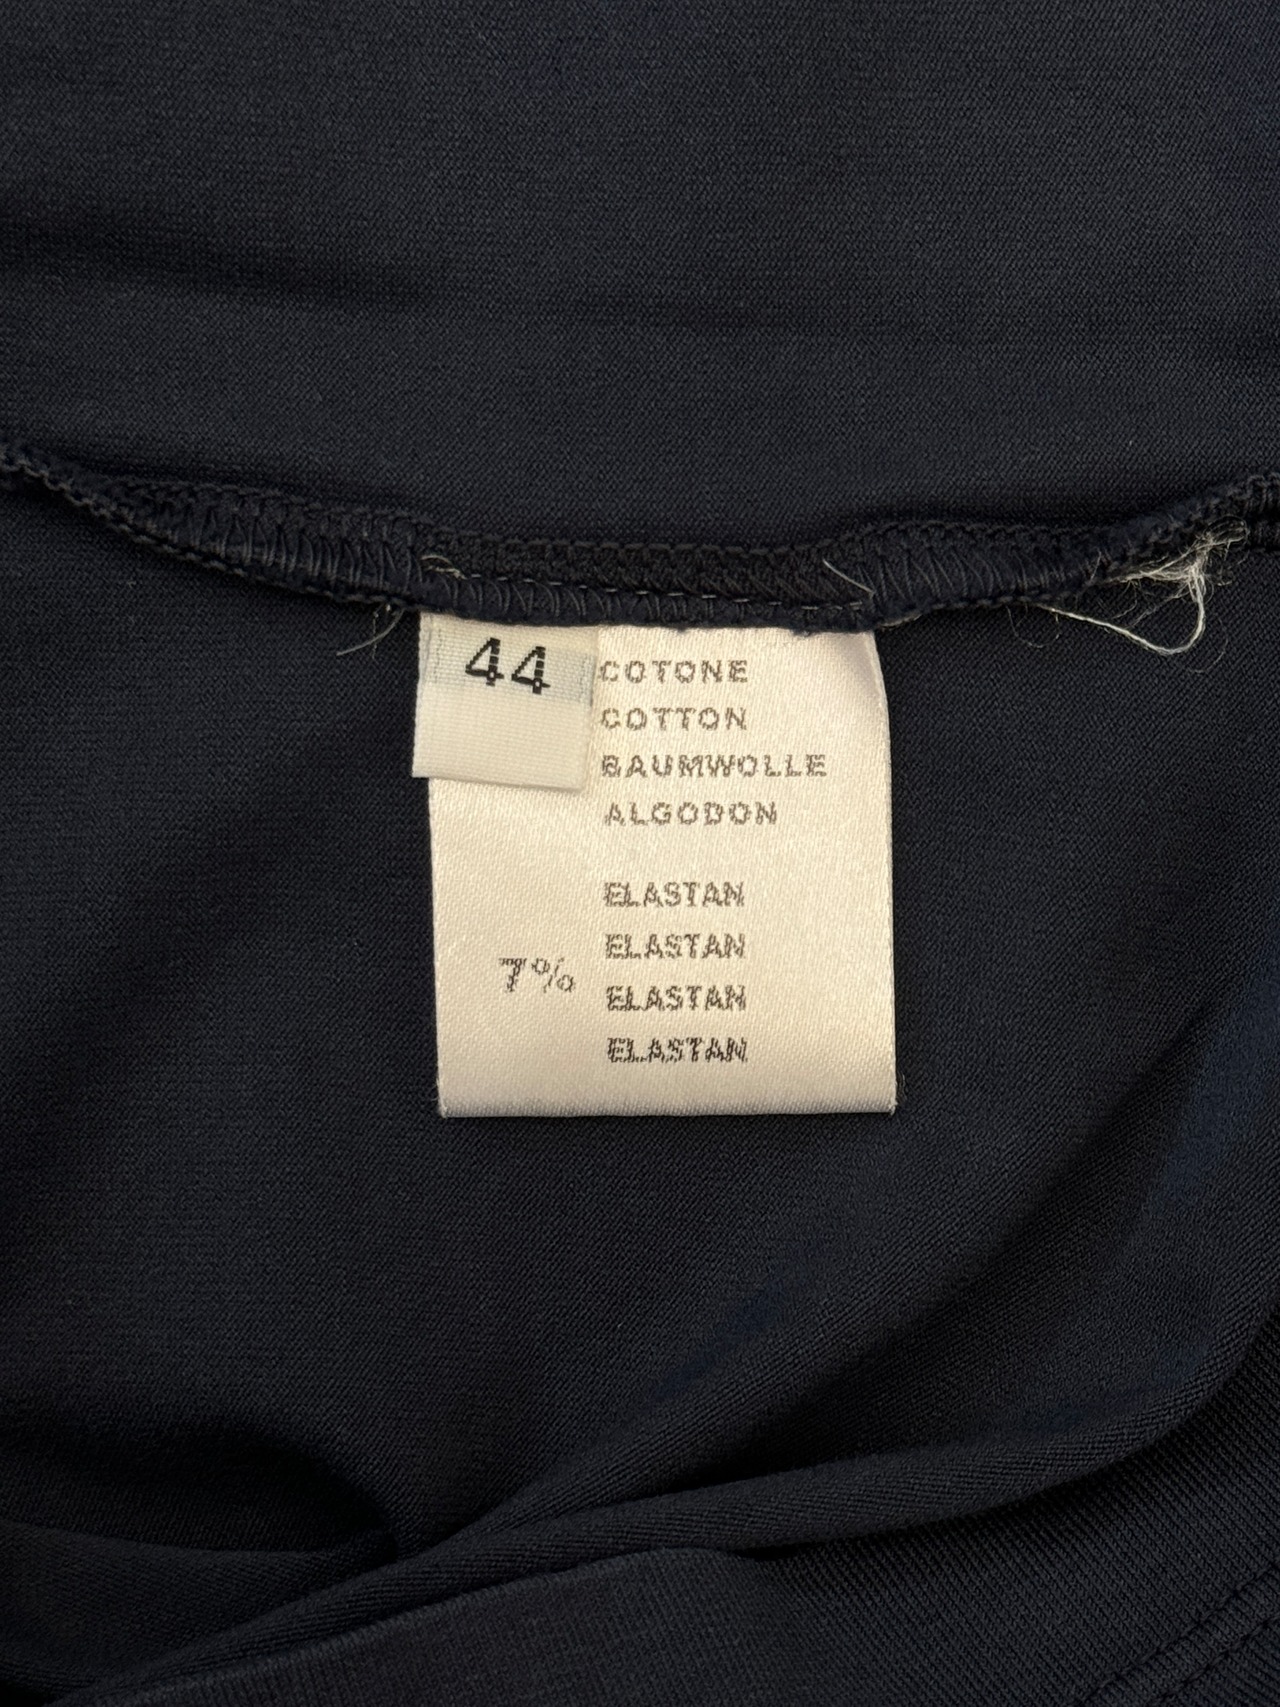 44
COTONE
COTTON
BAUMWOLLE
ALGODON
ELASTAN
ELASTAN
7%
ELASTAN
ELASTAN